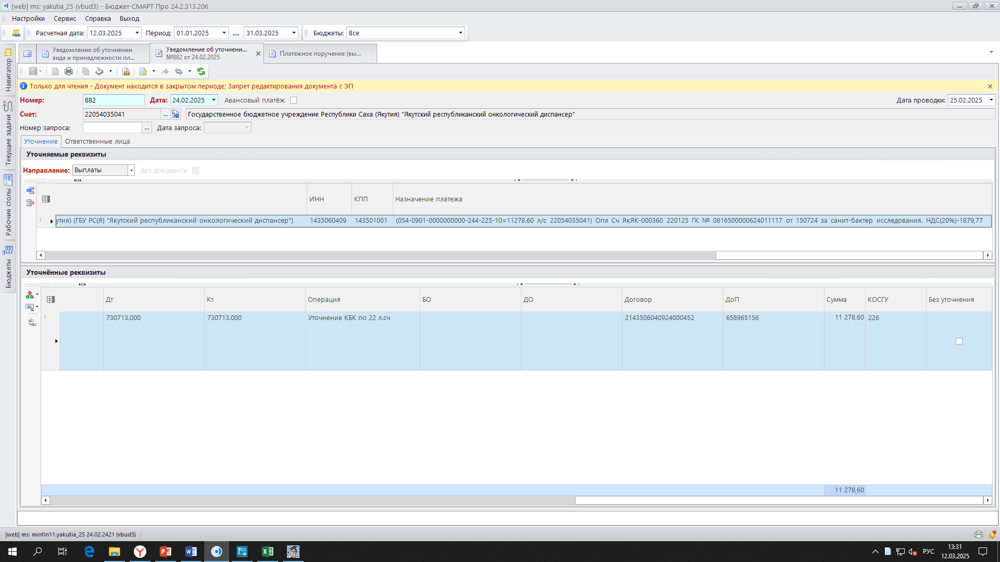 [web] ms: yakutia_25 (vbud3) - Бюджет-СМАРТ Про 24.2.313.206
Настройки Сервис Справка Выход
Расчетная дата: 12.03.2025 Период: 01.01.2025 ... 31.03.2025 Бюджеты: Все
Уведомление об уточнении вида и принадлежности пл...
Уведомление об уточнени... №882 от 24.02.2025
Платежное поручение (вы...
Навигатор
Текущие задачи
Рабочие столы
Бюджеты
Только для чтения - Документ находится в закрытом периоде; Запрет редактирования документа с ЭП
Номер: 882 Дата: 24.02.2025 Авансовый платёж Дата проводки: 25.02.2025
Счет: 22054035041 ... Государственное бюджетное учреждение Республики Саха (Якутия) "Якутский республиканский онкологический диспансер"
Номер запроса: ... Дата запроса:
Уточнение Ответственные лица
Уточняемые реквизиты
Направление: Выплаты Без документа
ИНН КПП Назначение платежа
1 утия) (ГБУ РС(Я) "Якутский республиканский онкологический диспансер") 1435060409 143501001 (054-0901-0000000000-244-225-10=11278.60 л/с 22054035041) Опл Сч ЯкЯК-000360 220125 ГК № 0816500000624011117 от 150724 за санит-бактер исследования. НДС(20%)-1879,77
Уточнённые реквизиты
Дт Кт Операция БО ДО Договор ДоП Сумма КОСГУ Без уточнения
1 730713.000 730713.000 Уточнение КБК по 22 л.сч 2143506040924000452 658965156 11 278,60 226
11 278,60
[web] ms: minfin11.yakutia_25 24.02.2421 (vbud3)
РУС
13:31
12.03.2025